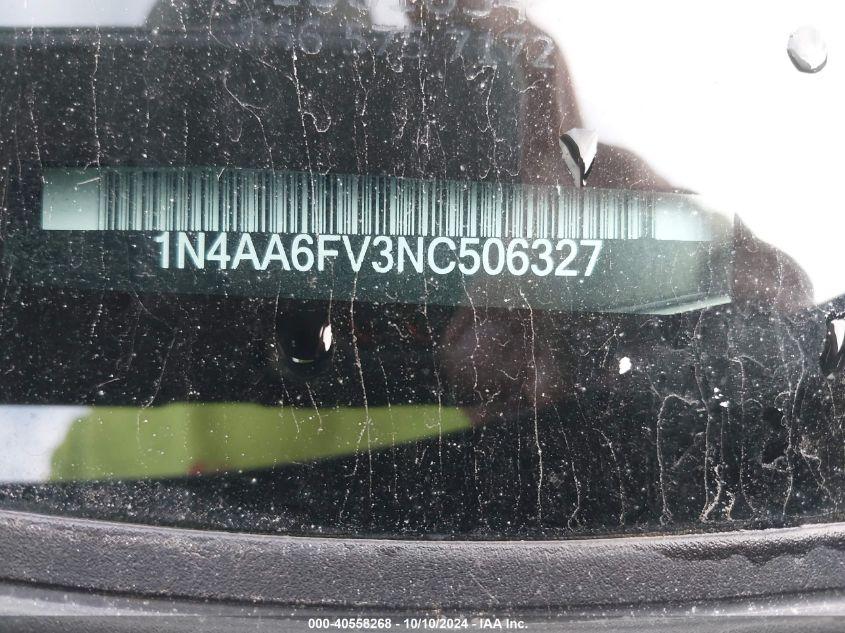 1N4AA6FV3NC506327
000-40558268 - 10/10/2024 - IAA Inc.